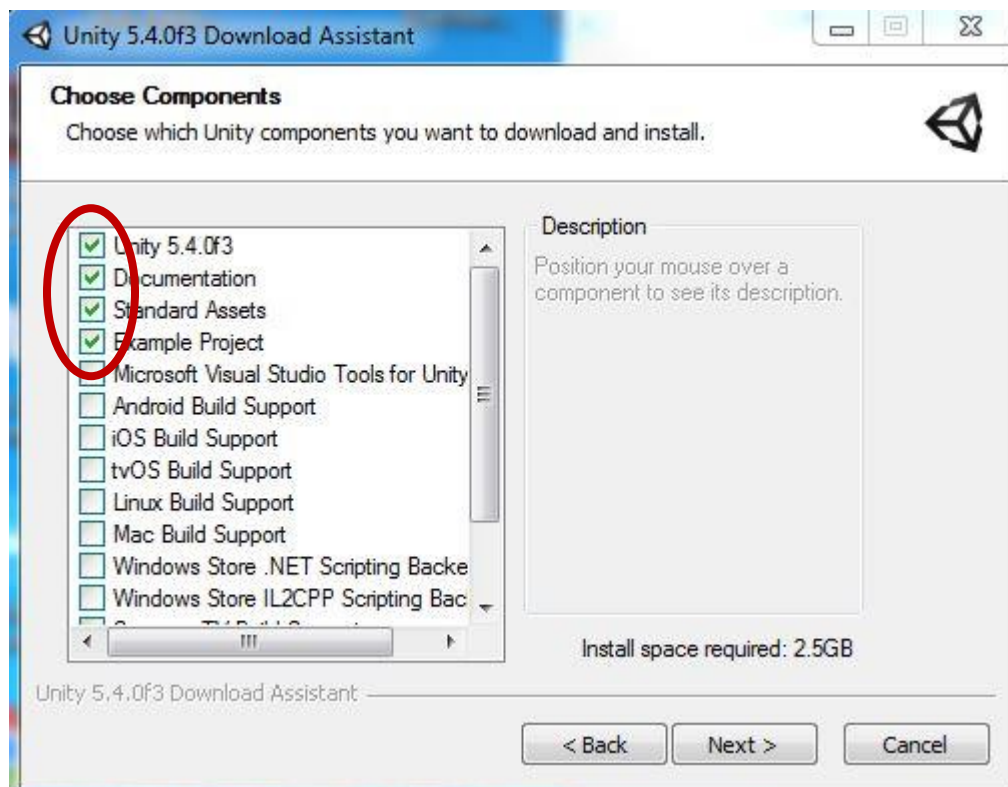 Unity 5.4.0f3 Download Assistant
Choose Components
Choose which Unity components you want to download and install.
Unity 5.4.0f3
Documentation
Standard Assets
Example Project
Microsoft Visual Studio Tools for Unity
Android Build Support
iOS Build Support
tvOS Build Support
Linux Build Support
Mac Build Support
Windows Store .NET Scripting Backe
Windows Store IL2CPP Scripting Bac
Description
Position your mouse over a
component to see its description.
Install space required: 2.5GB
Unity 5.4.0f3 Download Assistant
< Back
Next >
Cancel